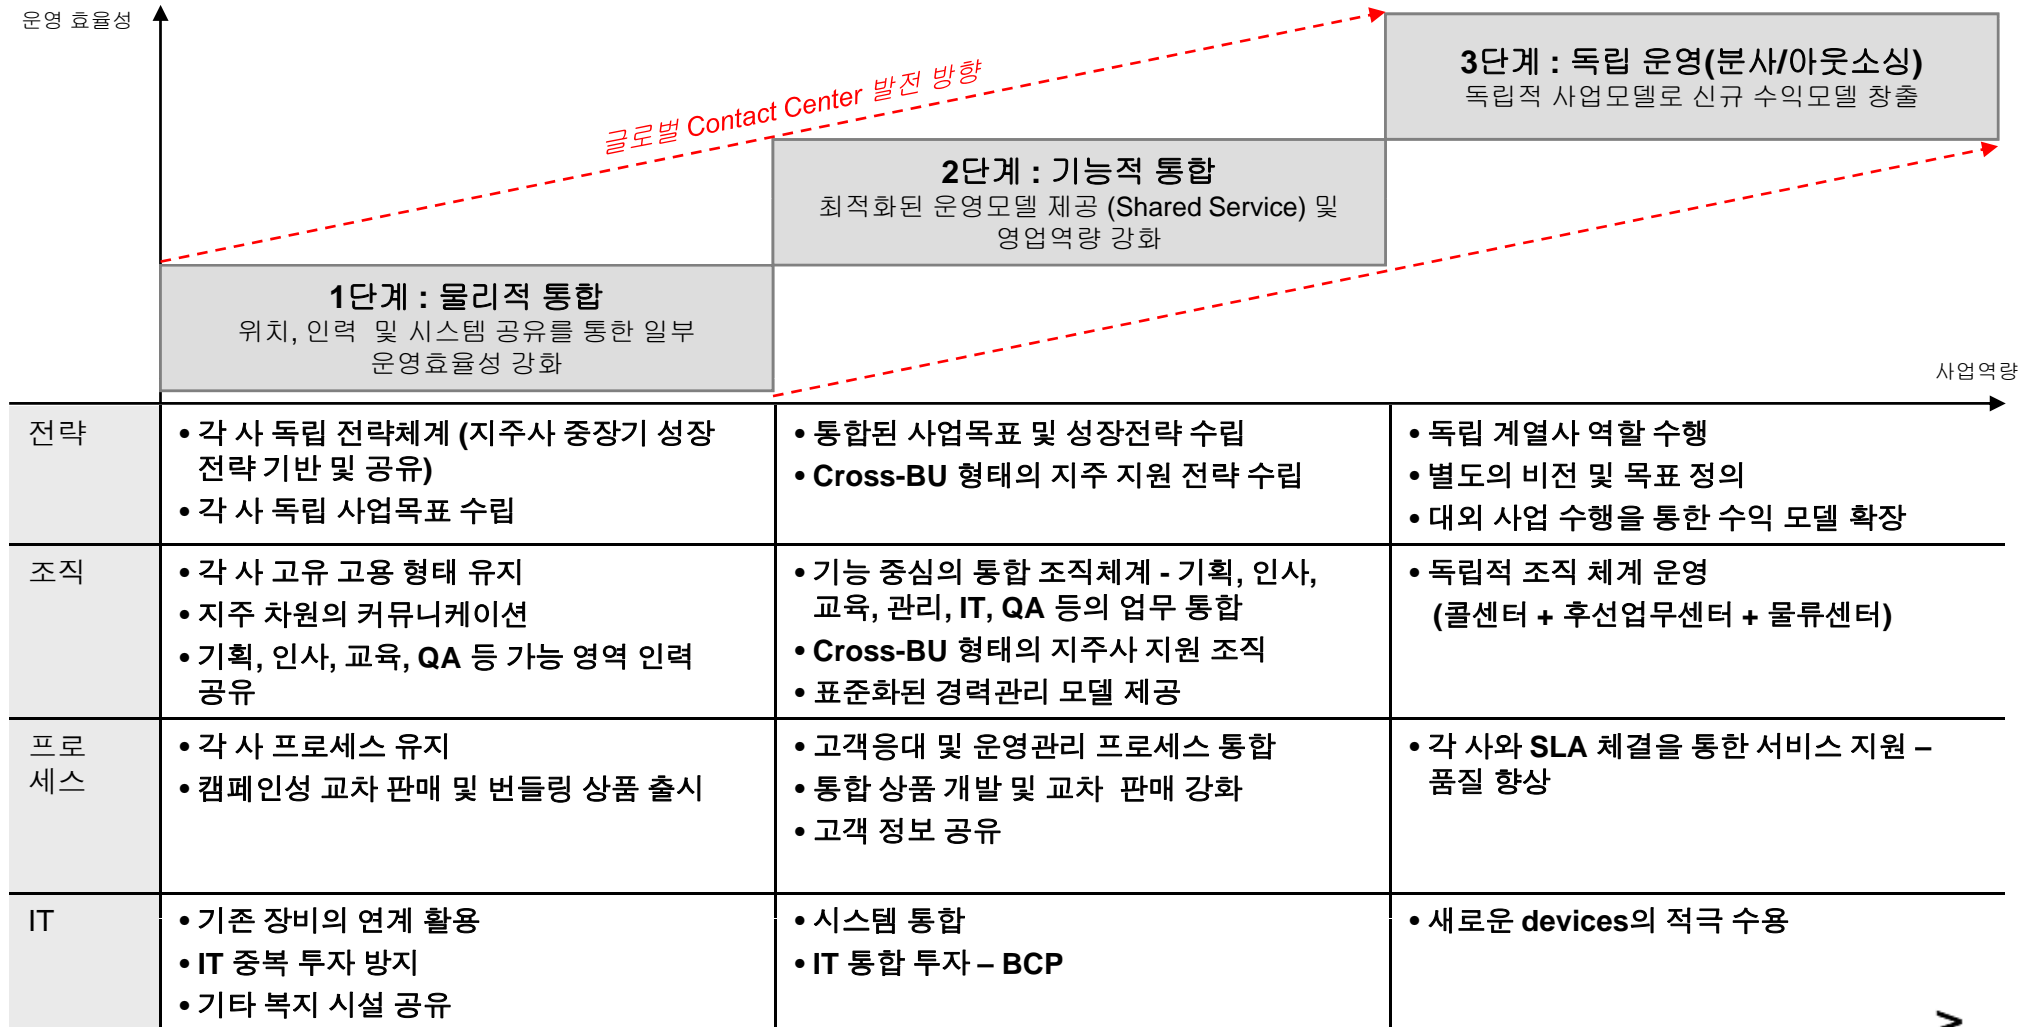 운영 효율성
글로벌 Contact Center 발전 방향
3단계 : 독립 운영(분사/아웃소싱)
독립적 사업모델로 신규 수익모델 창출
2단계 : 기능적 통합
최적화된 운영모델 제공 (Shared Service) 및
영업역량 강화
1단계 : 물리적 통합
위치, 인력 및 시스템 공유를 통한 일부
운영효율성 강화
사업역량
전략
• 각 사 독립 전략체계 (지주사 중장기 성장
전략 기반 및 공유)
• 각 사 독립 사업목표 수립
• 통합된 사업목표 및 성장전략 수립
• Cross-BU 형태의 지주 지원 전략 수립
• 독립 계열사 역할 수행
• 별도의 비전 및 목표 정의
• 대외 사업 수행을 통한 수익 모델 확장
조직
• 각 사 고유 고용 형태 유지
• 지주 차원의 커뮤니케이션
• 기획, 인사, 교육, QA 등 가능 영역 인력
공유
• 기능 중심의 통합 조직체계 - 기획, 인사,
교육, 관리, IT, QA 등의 업무 통합
• Cross-BU 형태의 지주사 지원 조직
• 표준화된 경력관리 모델 제공
• 독립적 조직 체계 운영
(콜센터 + 후선업무센터 + 물류센터)
프로
세스
• 각 사 프로세스 유지
• 캠페인성 교차 판매 및 번들링 상품 출시
• 고객응대 및 운영관리 프로세스 통합
• 통합 상품 개발 및 교차 판매 강화
• 고객 정보 공유
• 각 사와 SLA 체결을 통한 서비스 지원 –
품질 향상
IT
• 기존 장비의 연계 활용
• IT 중복 투자 방지
• 기타 복지 시설 공유
• 시스템 통합
• IT 통합 투자 – BCP
• 새로운 devices의 적극 수용
>